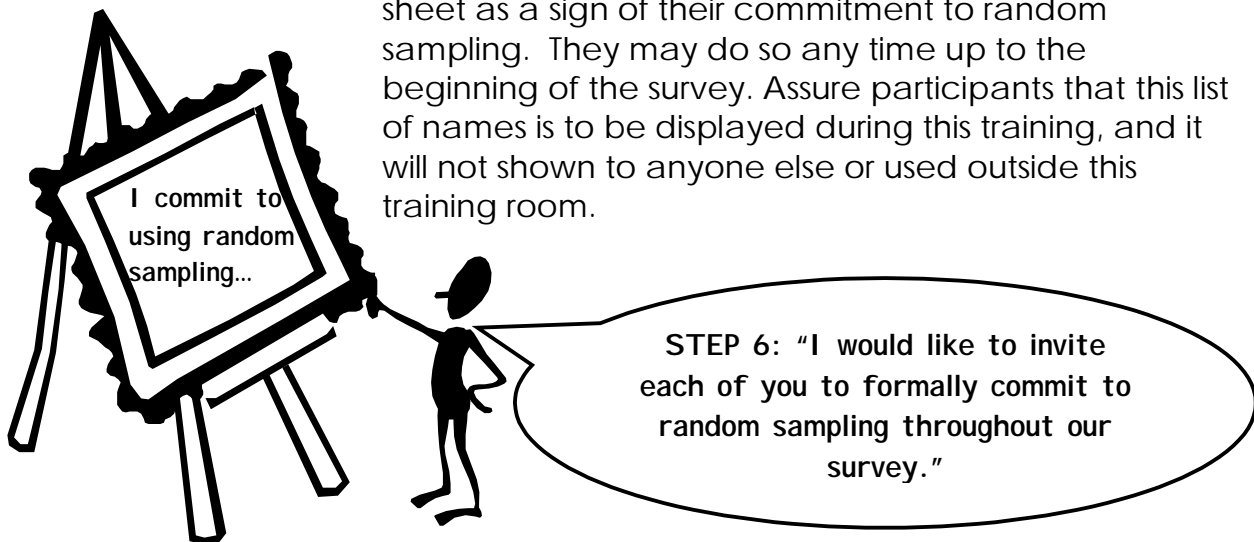 sheet as a sign of their commitment to random
sampling. They may do so any time up to the
beginning of the survey. Assure participants that this list
of names is to be displayed during this training, and it
will not shown to anyone else or used outside this
training room.
I commit to
using random
sampling...
STEP 6: “I would like to invite
each of you to formally commit to
random sampling throughout our
survey.”